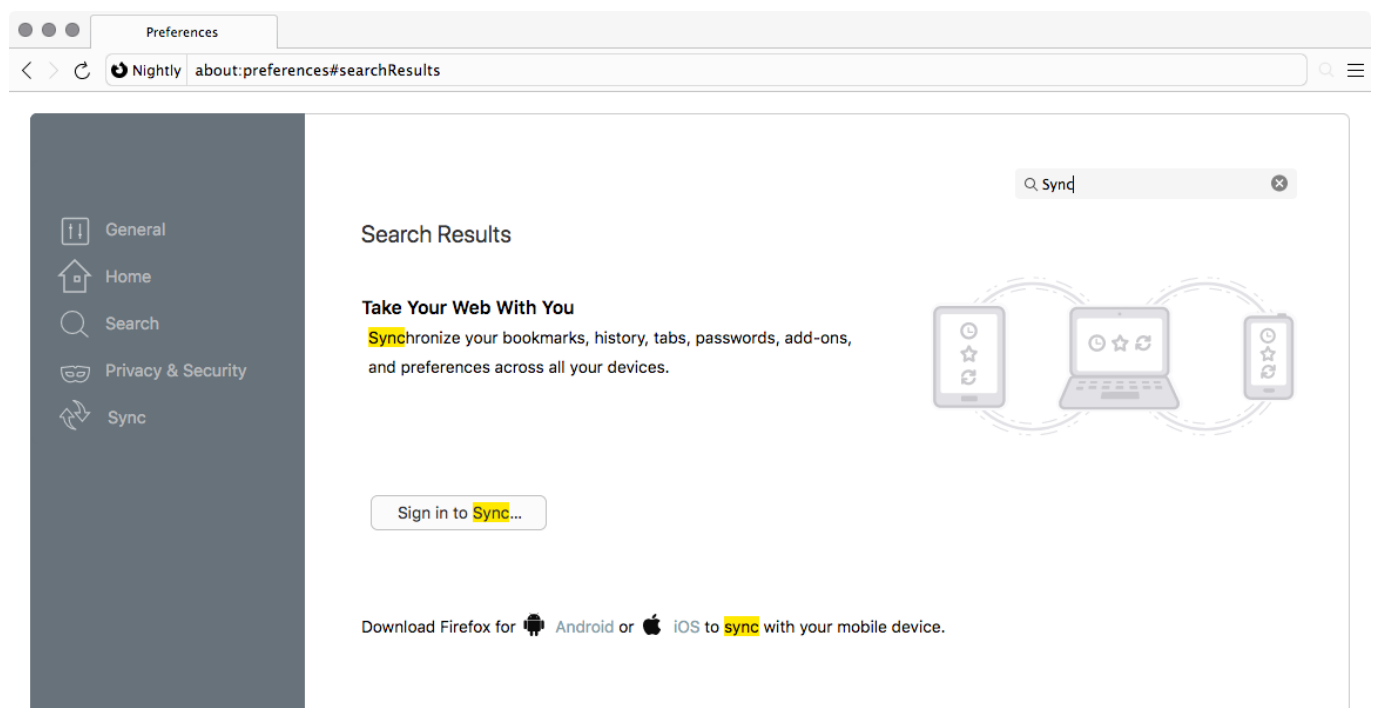 Preferences
Nightly about:preferences#searchResults
Sync
General
Home
Search
Privacy & Security
Sync
Search Results
Take Your Web With You
Synchronize your bookmarks, history, tabs, passwords, add-ons,
and preferences across all your devices.
Sign in to Sync...
Download Firefox for Android or iOS to sync with your mobile device.